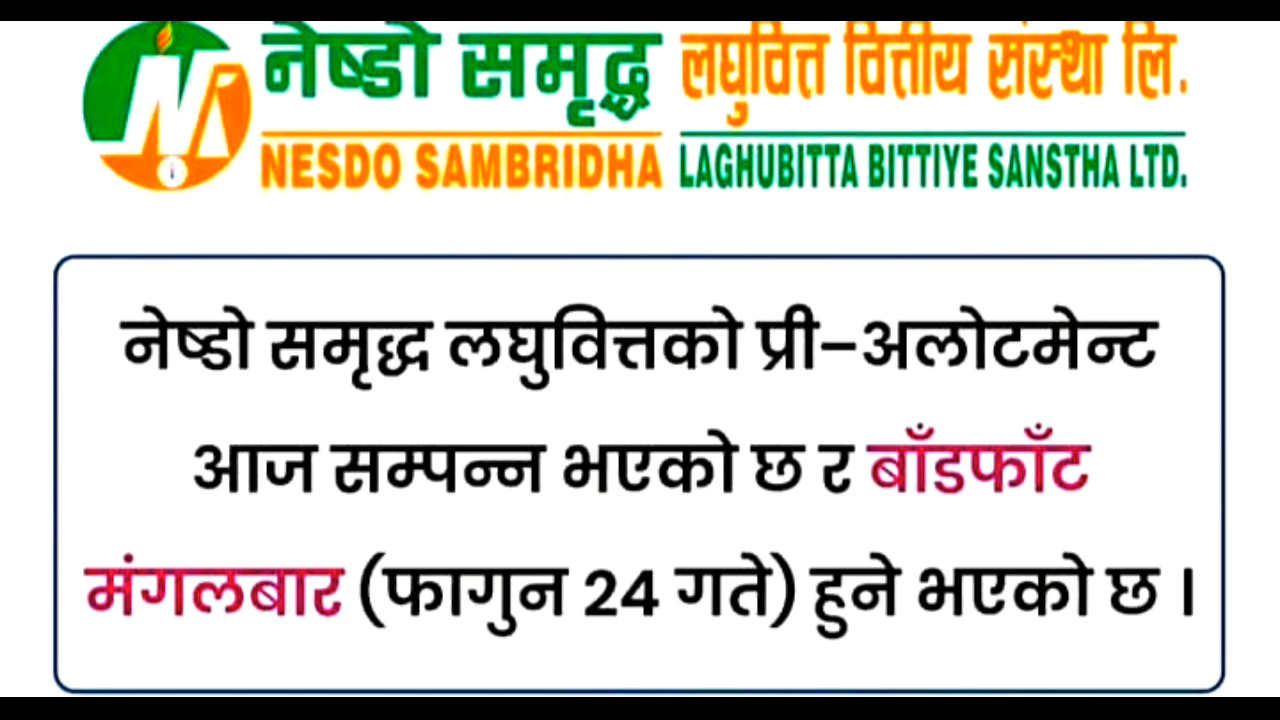 नेष्डो समृद्ध लघुवित्त वित्तीय संस्था लि.
NESDO SAMBRIDHA LAGHUBITTA BITTIYE SANSTHA LTD.
नेष्डो समृद्ध लघुवित्तको प्री–अलोटमेन्ट
आज सम्पन्न भएको छ र बाँडफाँट
मंगलबार (फागुन 24 गते) हुने भएको छ ।